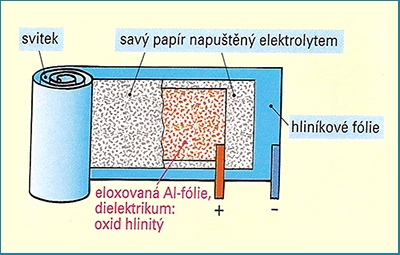 svitek
savý papír napuštěný elektrolytem
hliníkové fólie
eloxovaná Al-fólie,
dielektrikum:
oxid hlinitý
+
−